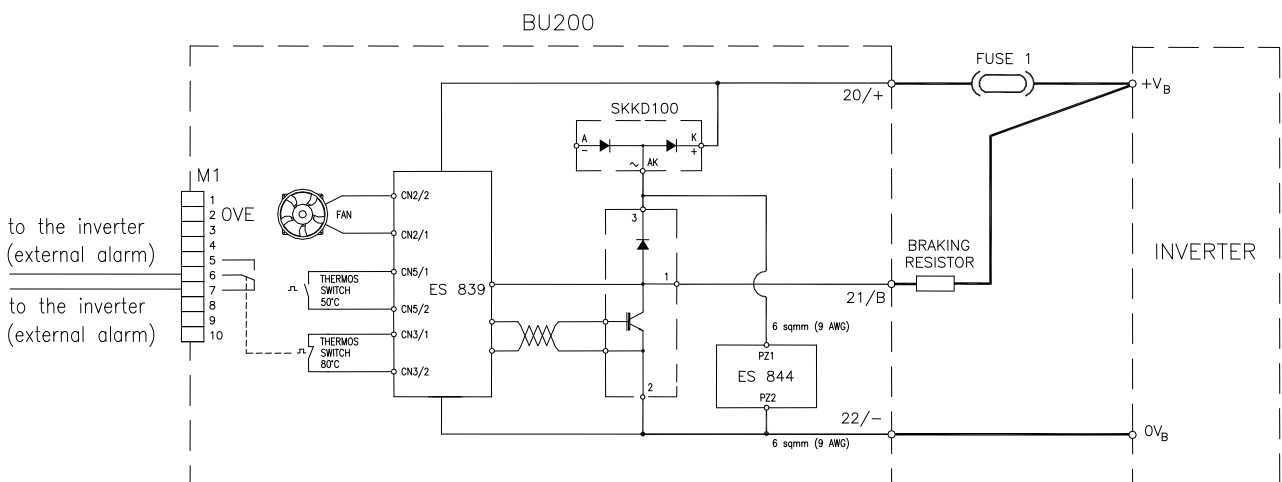 BU200
FUSE 1
20/+
+VB
SKKD100
A
-
K
+
~
AK
M1
1
2
3
4
5
6
7
8
9
10
OVE
to the inverter
(external alarm)
to the inverter
(external alarm)
FAN
CN2/2
CN2/1
CN5/1
CN5/2
CN3/1
CN3/2
THERMOS
SWITCH
50°C
THERMOS
SWITCH
80°C
ES 839
3
1
2
BRAKING
RESISTOR
INVERTER
21/B
6 sqmm (9 AWG)
PZ1
ES 844
PZ2
22/-
6 sqmm (9 AWG)
0VB